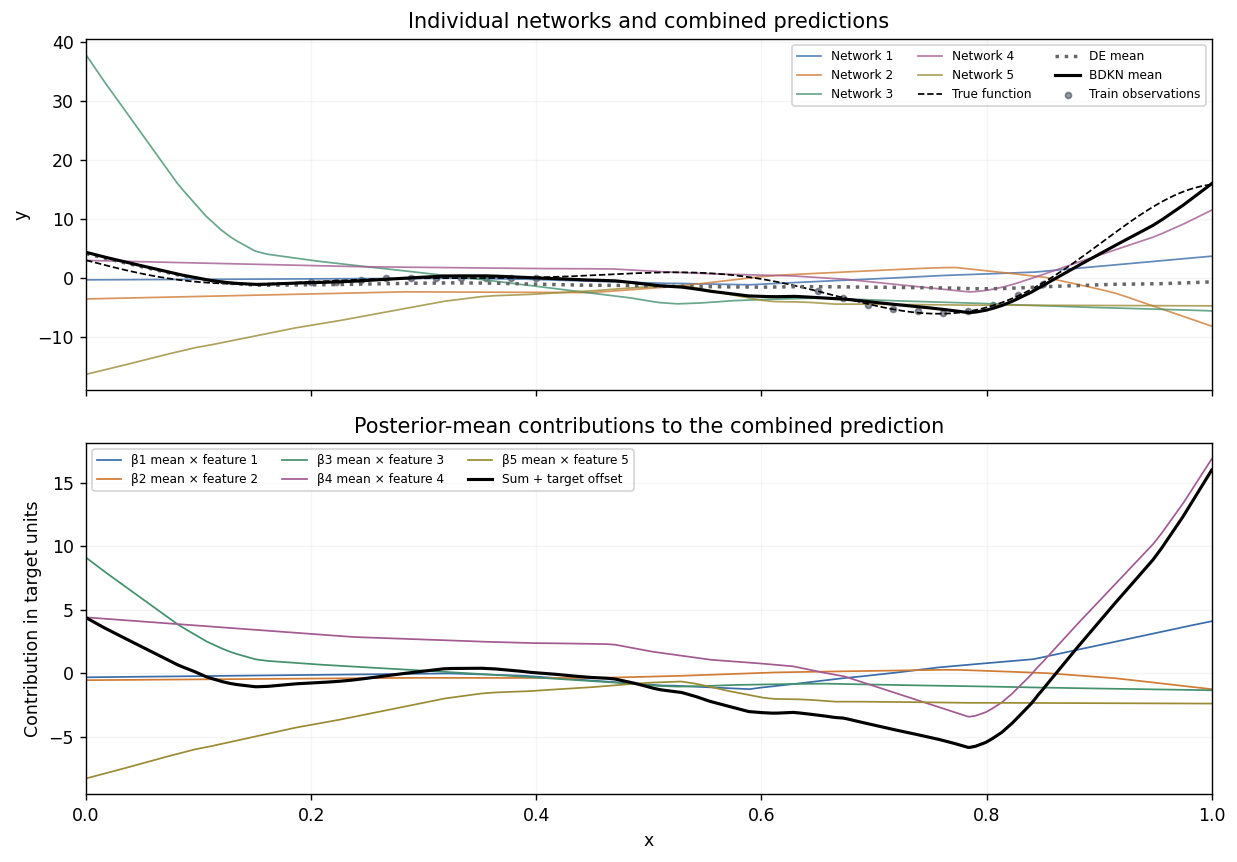 Individual networks and combined predictions
40
30
20
10
0
−10
y
Network 1
Network 2
Network 3
Network 4
Network 5
True function
DE mean
BDKN mean
Train observations
Posterior-mean contributions to the combined prediction
15
10
5
0
−5
Contribution in target units
β1 mean × feature 1
β2 mean × feature 2
β3 mean × feature 3
β4 mean × feature 4
β5 mean × feature 5
Sum + target offset
0.0 0.2 0.4 0.6 0.8 1.0
x